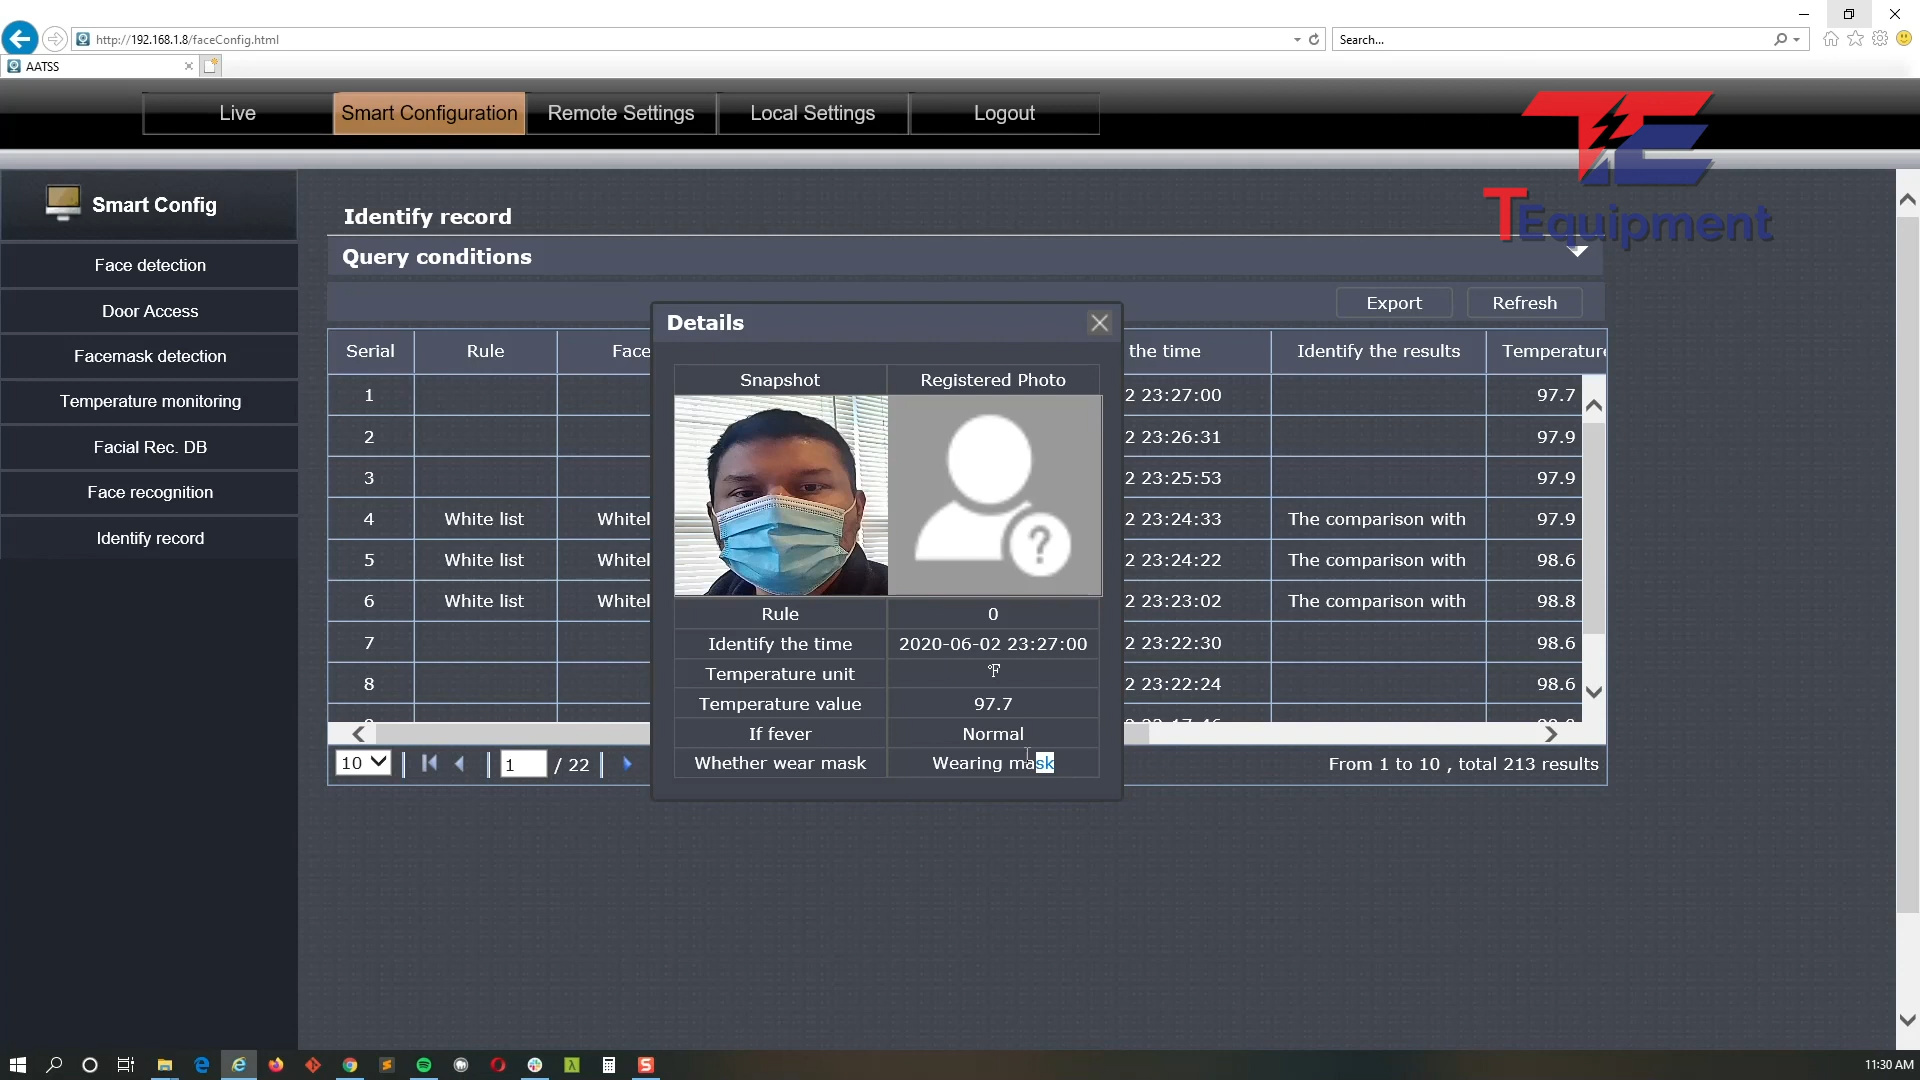 http://192.168.1.8/faceConfig.html
Search...
AATSS
Live
Smart Configuration
Remote Settings
Local Settings
Logout
TEquipment
Smart Config
Face detection
Door Access
Facemask detection
Temperature monitoring
Facial Rec. DB
Face recognition
Identify record
Identify record
Query conditions
Export
Refresh
Serial Rule Face the time Identify the results Temperature
1 2 23:27:00 97.7
2 2 23:26:31 97.9
3 2 23:25:53 97.9
4 White list Whitel 2 23:24:33 The comparison with 97.9
5 White list Whitel 2 23:24:22 The comparison with 98.6
6 White list Whitel 2 23:23:02 The comparison with 98.8
7 2 23:22:30 98.6
8 2 23:22:24 98.6
10 1 / 22 From 1 to 10 , total 213 results
Details
Snapshot Registered Photo
?
Rule 0
Identify the time 2020-06-02 23:27:00
Temperature unit °F
Temperature value 97.7
If fever Normal
Whether wear mask Wearing mask
11:30 AM